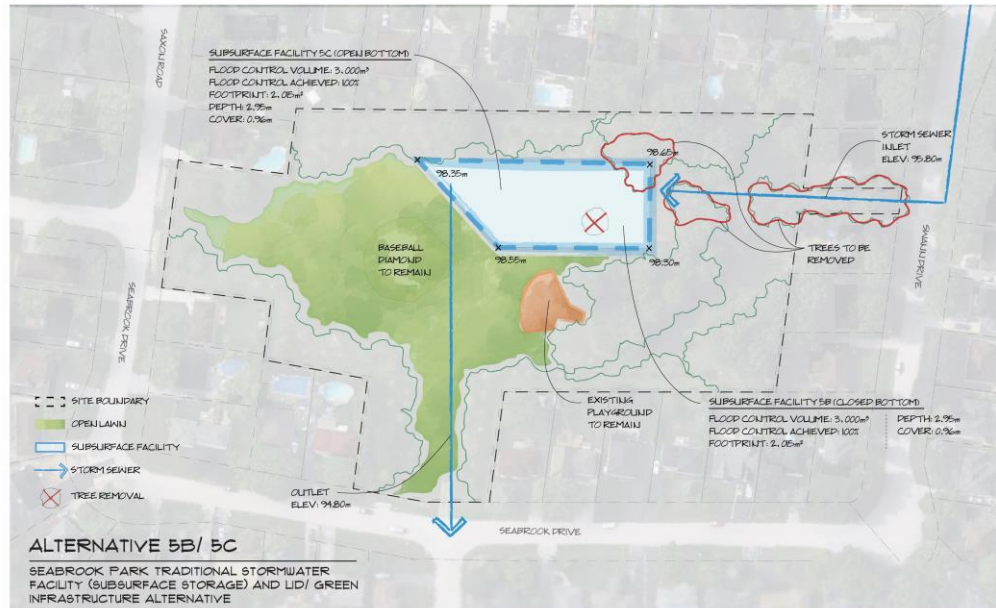 SAXON ROAD
SUBSURFACE FACILITY 5C (OPEN BOTTOM)
FLOOD CONTROL VOLUME: 3,000m³
FLOOD CONTROL ACHIEVED: 100%
FOOTPRINT: 2,015m²
DEPTH: 2.95m
COVER: 0.96m
98.35m
98.65m
STORM SEWER
INLET
ELEV: 95.80m
BASEBALL
DIAMOND
TO REMAIN
98.55m
98.30m
TREES TO BE
REMOVED
SEABROOK DRIVE
EXISTING
PLAYGROUND
TO REMAIN
SUBSURFACE FACILITY 5B (CLOSED BOTTOM)
FLOOD CONTROL VOLUME: 3,000m³
FLOOD CONTROL ACHIEVED: 100%
FOOTPRINT: 2,015m²
DEPTH: 2.95m
COVER: 0.96m
SITE BOUNDARY
OPEN LAWN
SUBSURFACE FACILITY
STORM SEWER
TREE REMOVAL
OUTLET
ELEV: 94.80m
SEABROOK DRIVE
ALTERNATIVE 5B/ 5C
SEABROOK PARK TRADITIONAL STORMWATER
FACILITY (SUBSURFACE STORAGE) AND LID/ GREEN
INFRASTRUCTURE ALTERNATIVE